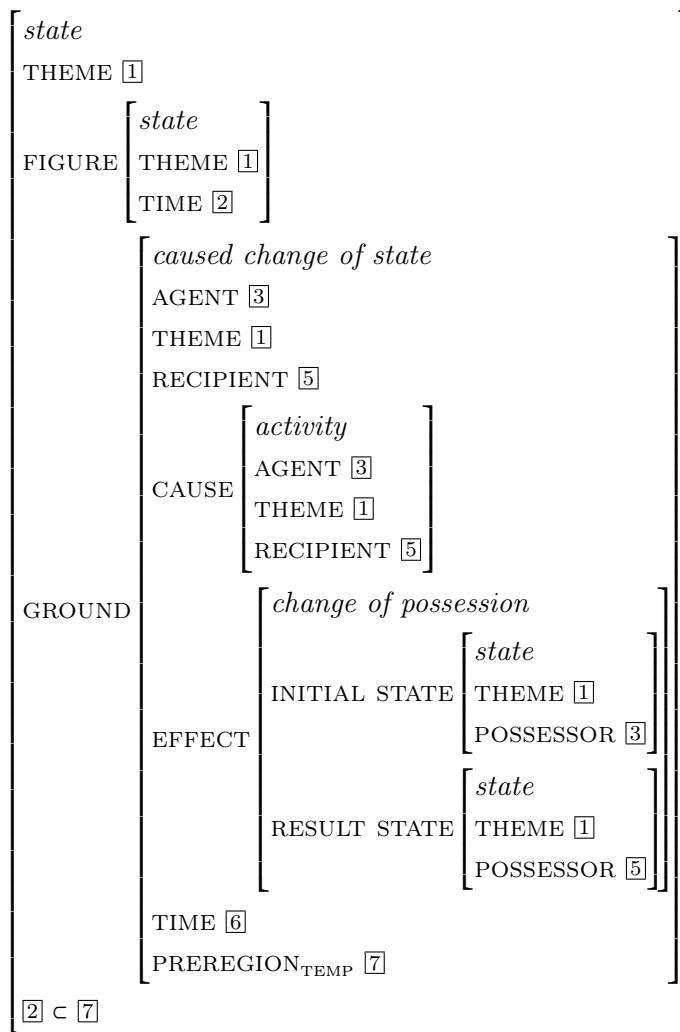 state
THEME 1
FIGURE
state
THEME 1
TIME 2
GROUND
caused change of state
AGENT 3
THEME 1
RECIPIENT 5
CAUSE
activity
AGENT 3
THEME 1
RECIPIENT 5
EFFECT
change of possession
INITIAL STATE
state
THEME 1
POSSESSOR 3
RESULT STATE
state
THEME 1
POSSESSOR 5
TIME 6
PREREGION_TEMP 7
2 ⊂ 7